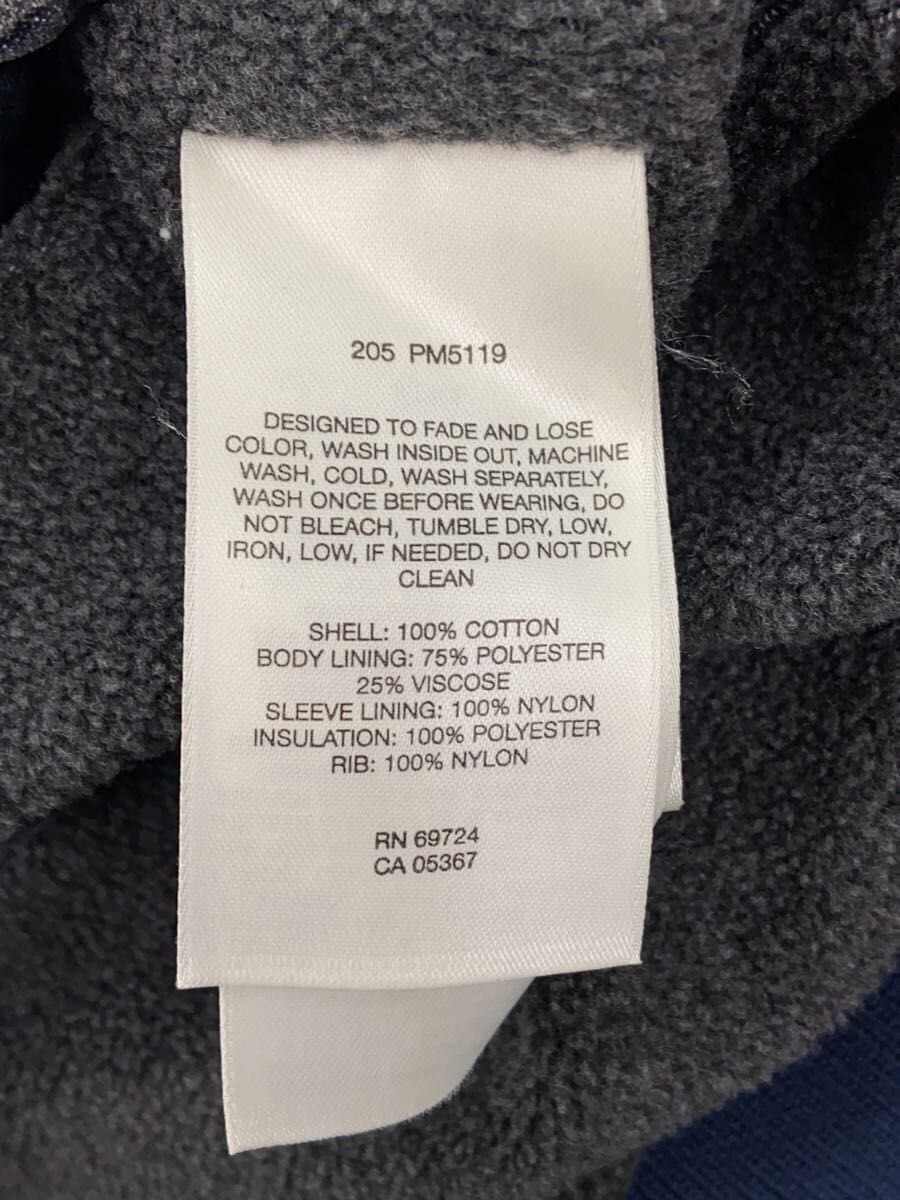 205 PM5119
DESIGNED TO FADE AND LOSE
COLOR, WASH INSIDE OUT, MACHINE
WASH, COLD, WASH SEPARATELY,
WASH ONCE BEFORE WEARING, DO
NOT BLEACH, TUMBLE DRY, LOW,
IRON, LOW, IF NEEDED, DO NOT DRY
CLEAN
SHELL: 100% COTTON
BODY LINING: 75% POLYESTER
25% VISCOSE
SLEEVE LINING: 100% NYLON
INSULATION: 100% POLYESTER
RIB: 100% NYLON
RN 69724
CA 05367